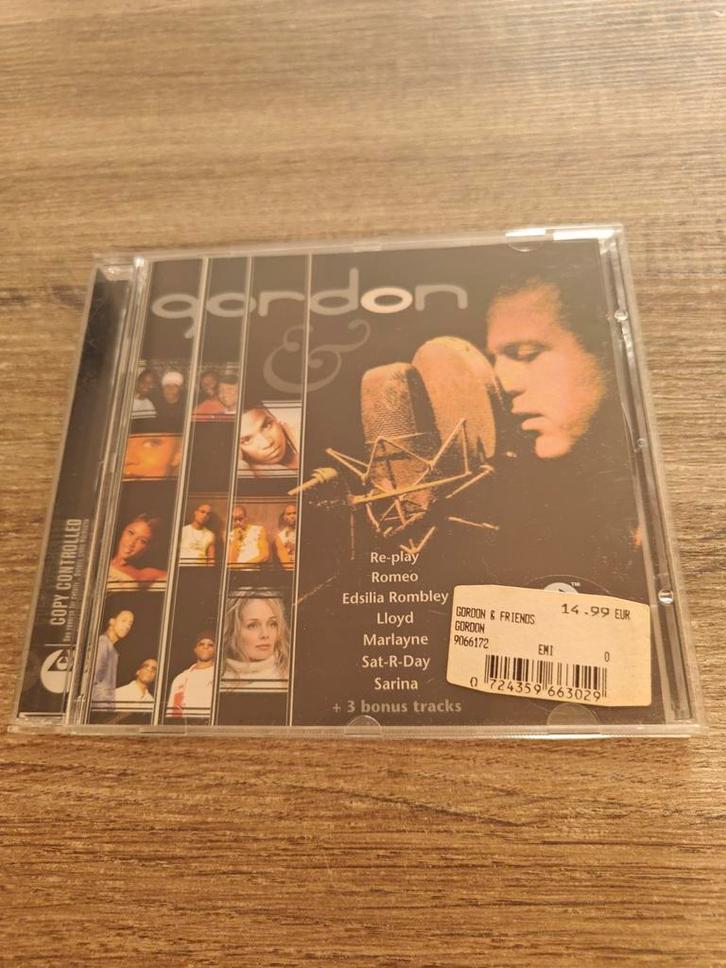 gordon
&
Re-play
Romeo
Edsilia Rombley
Lloyd
Marlayne
Sat-R-Day
Sarina
+ 3 bonus tracks
GORDON & FRIENDS 14.99 EUR
GORDON
9066172 EMI 0
0 724359 663029
COPY CONTROLLED